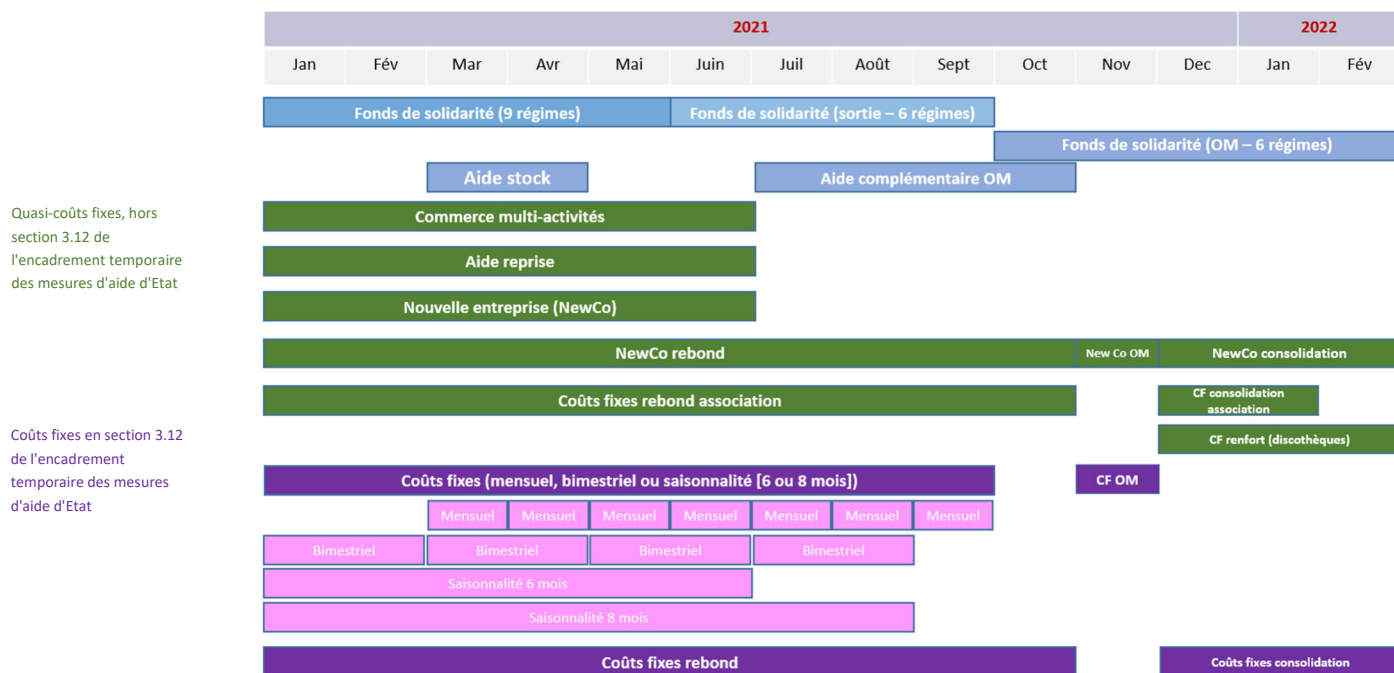 2021
2022
Jan
Fév
Mar
Avr
Mai
Juin
Juil
Août
Sept
Oct
Nov
Dec
Jan
Fév
Fonds de solidarité (9 régimes)
Fonds de solidarité (sortie – 6 régimes)
Fonds de solidarité (OM – 6 régimes)
Aide stock
Aide complémentaire OM
Quasi-coûts fixes, hors
section 3.12 de
l'encadrement temporaire
des mesures d'aide d'Etat
Commerce multi-activités
Aide reprise
Nouvelle entreprise (NewCo)
NewCo rebond
New Co OM
NewCo consolidation
Coûts fixes rebond association
CF consolidation
association
CF renfort (discothèques)
Coûts fixes en section 3.12
de l'encadrement
temporaire des mesures
d'aide d'Etat
Coûts fixes (mensuel, bimestriel ou saisonnalité [6 ou 8 mois])
CF OM
Mensuel
Mensuel
Mensuel
Mensuel
Mensuel
Mensuel
Mensuel
Bimestriel
Bimestriel
Bimestriel
Bimestriel
Saisonnalité 6 mois
Saisonnalité 8 mois
Coûts fixes rebond
Coûts fixes consolidation